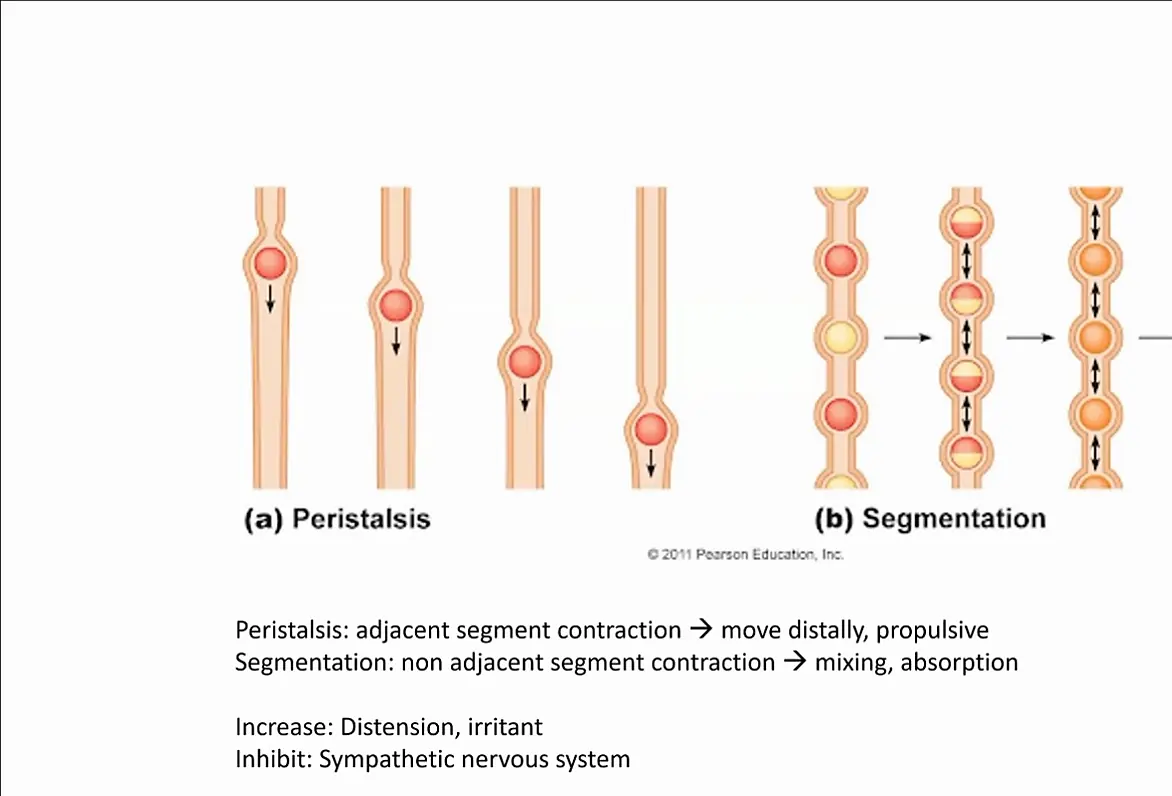 (a) Peristalsis
(b) Segmentation
© 2011 Pearson Education, Inc.
Peristalsis: adjacent segment contraction → move distally, propulsive
Segmentation: non adjacent segment contraction → mixing, absorption
Increase: Distension, irritant
Inhibit: Sympathetic nervous system